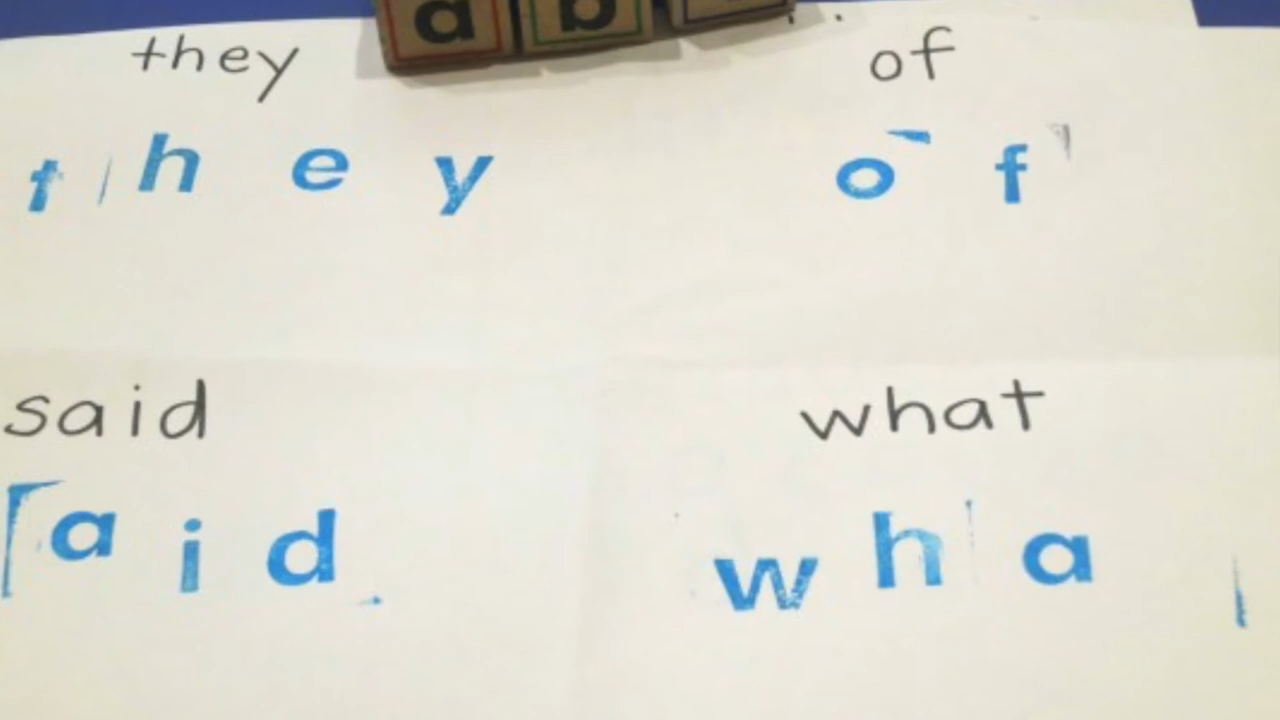 a b
they of
t h e y o f
said what
a i d w h a